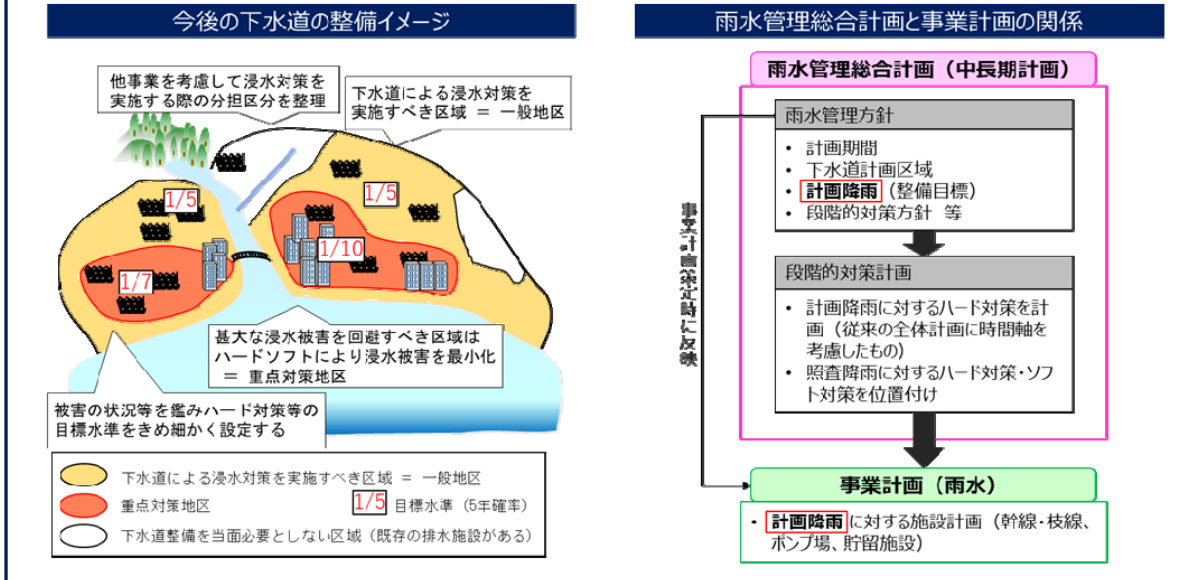 今後の下水道の整備イメージ
他事業を考慮して浸水対策を
実施する際の分担区分を整理
下水道による浸水対策を
実施すべき区域 = 一般地区
1/5
1/5
1/10
1/7
甚大な浸水被害を回避すべき区域は
ハードソフトにより浸水被害を最小化
= 重点対策地区
被害の状況等を鑑みハード対策等の
目標水準をきめ細かく設定する
下水道による浸水対策を実施すべき区域 = 一般地区
重点対策地区
1/5 目標水準(5年確率)
下水道整備を当面必要としない区域(既存の排水施設がある)
雨水管理総合計画と事業計画の関係
雨水管理総合計画(中長期計画)
雨水管理方針
• 計画期間
• 下水道計画区域
• 計画降雨(整備目標)
• 段階的対策方針 等
段階的対策計画
• 計画降雨に対するハード対策を計
画(従来の全体計画に時間軸を
考慮したもの)
• 照査降雨に対するハード対策・ソフ
ト対策を位置付け
事業計画策定時に反映
事業計画(雨水)
• 計画降雨に対する施設計画(幹線・枝線、
ポンプ場、貯留施設)